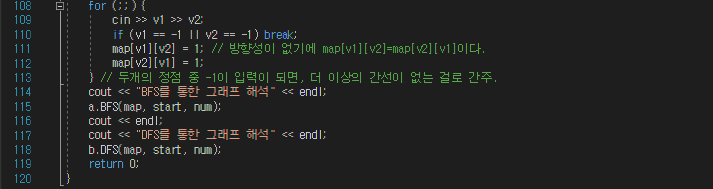 108 for (;;) {
109 cin >> v1 >> v2;
110 if (v1 == -1 || v2 == -1) break;
111 map[v1][v2] = 1; // 방향성이 없기에 map[v1][v2]=map[v2][v1]이다.
112 map[v2][v1] = 1;
113 } // 두개의 정점 중 -1이 입력이 되면, 더 이상의 간선이 없는 걸로 간주.
114 cout << "BFS를 통한 그래프 해석" << endl;
115 a.BFS(map, start, num);
116 cout << endl;
117 cout << "DFS를 통한 그래프 해석" << endl;
118 b.DFS(map, start, num);
119 return 0;
120 }